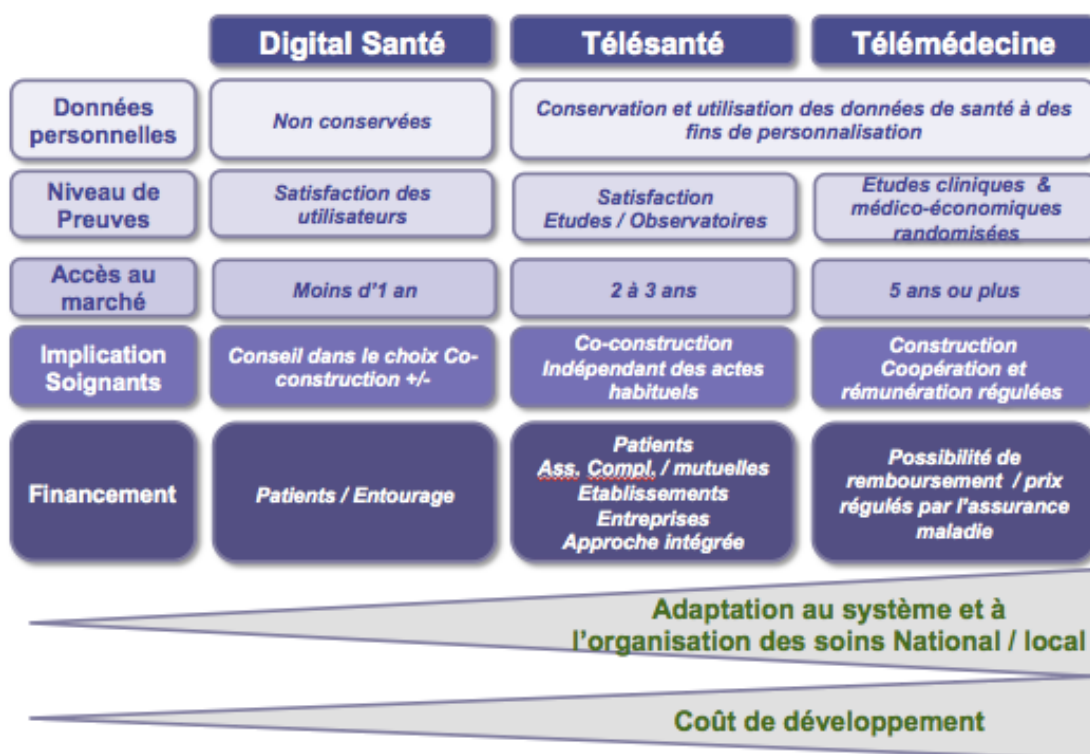 Digital Santé
Télésanté
Télémédecine
Données
personnelles
Non conservées
Conservation et utilisation des données de santé à des
fins de personnalisation
Niveau de
Preuves
Satisfaction des
utilisateurs
Satisfaction
Etudes / Observatoires
Etudes cliniques &
médico-économiques
randomisées
Accès au
marché
Moins d'1 an
2 à 3 ans
5 ans ou plus
Implication
Soignants
Conseil dans le choix Co-
construction +/-
Co-construction
Indépendant des actes
habituels
Construction
Coopération et
rémunération régulées
Financement
Patients / Entourage
Patients
Ass. Compl. / mutuelles
Etablissements
Entreprises
Approche intégrée
Possibilité de
remboursement / prix
régulés par l'assurance
maladie
Adaptation au système et à
l'organisation des soins National / local
Coût de développement